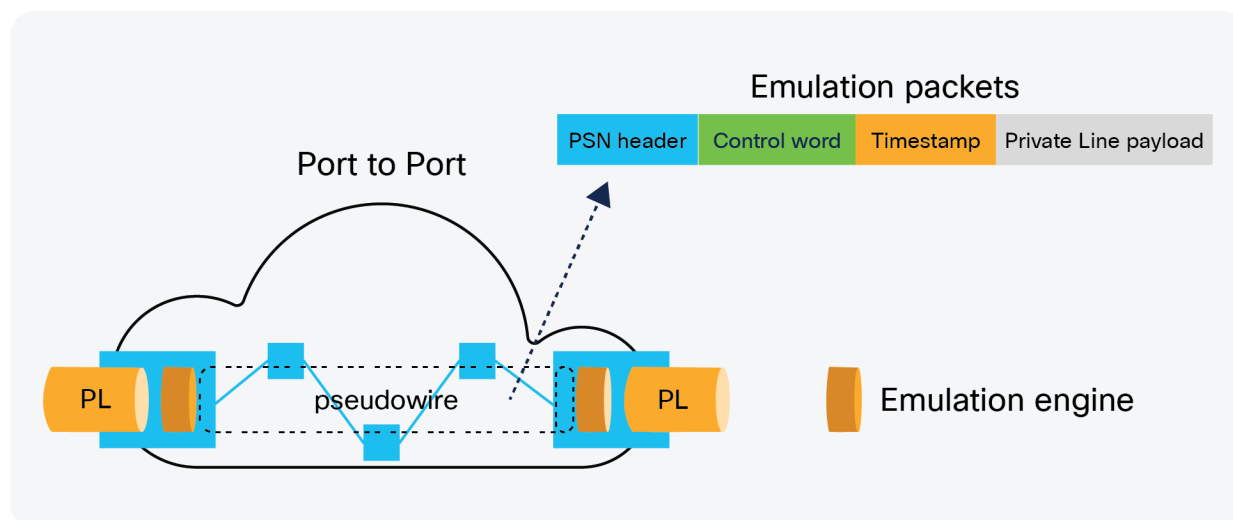 Emulation packets
PSN header Control word Timestamp Private Line payload
Port to Port
PL pseudowire PL
Emulation engine